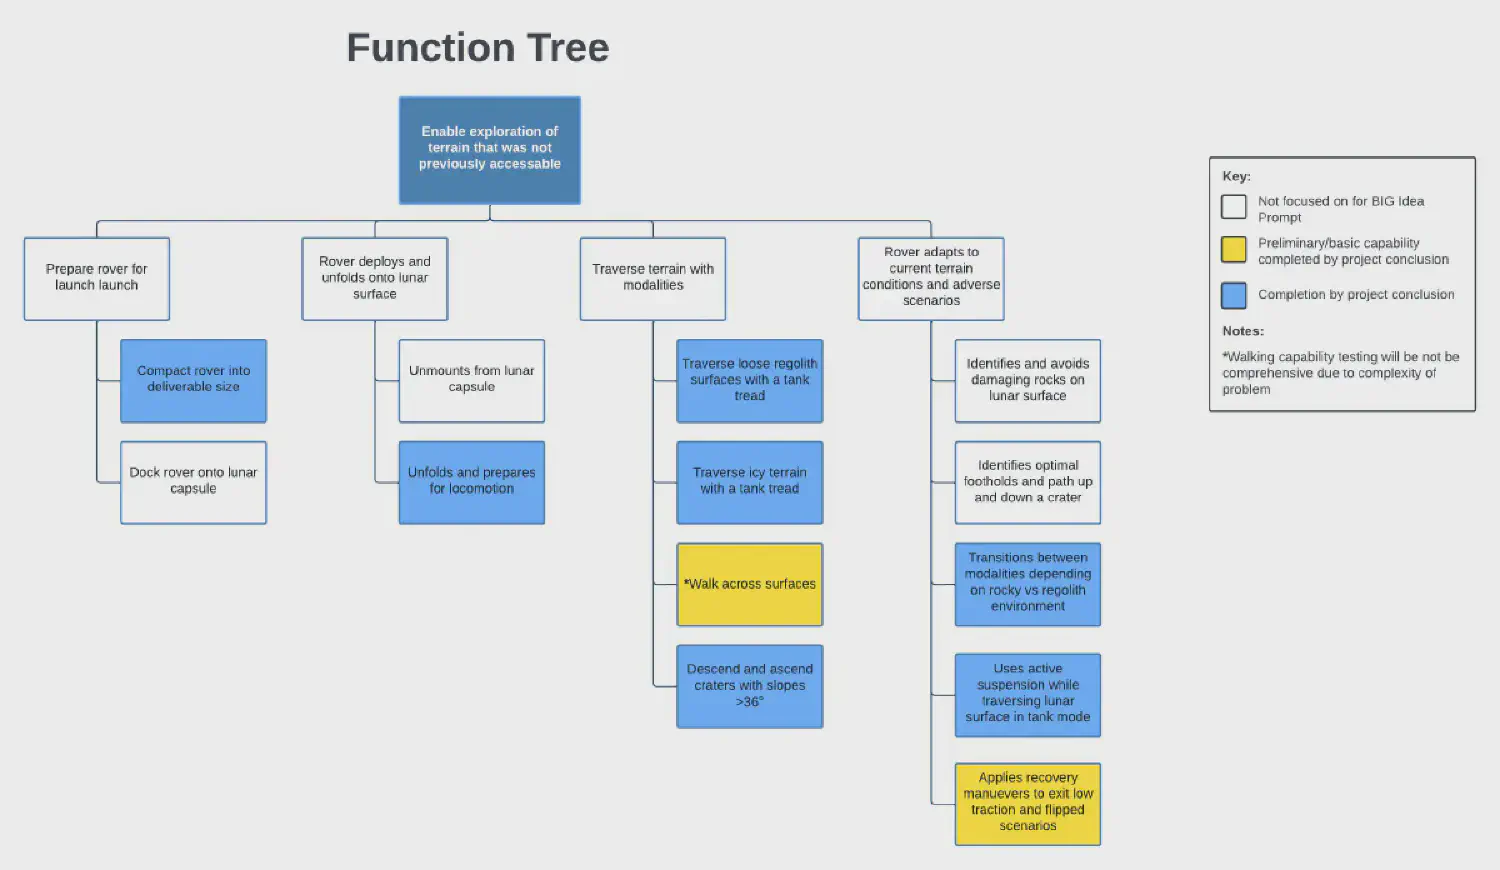 Function Tree
Enable exploration of
terrain that was not
previously accessable
Prepare rover for
launch launch
Rover deploys and
unfolds onto lunar
surface
Traverse terrain with
modalities
Rover adapts to
current terrain
conditions and adverse
scenarios
Compact rover into
deliverable size
Dock rover onto lunar
capsule
Unmounts from lunar
capsule
Unfolds and prepares
for locomotion
Traverse loose regolith
surfaces with a tank
tread
Traverse icy terrain
with a tank tread
*Walk across surfaces
Descend and ascend
craters with slopes
>36°
Identifies and avoids
damaging rocks on
lunar surface
Identifies optimal
footholds and path up
and down a crater
Transitions between
modalities depending
on rocky vs regolith
environment
Uses active
suspension while
traversing lunar
surface in tank mode
Applies recovery
manuevers to exit low
traction and flipped
scenarios
Key:
Not focused on for BIG Idea
Prompt
Preliminary/basic capability
completed by project conclusion
Completion by project conclusion
Notes:
*Walking capability testing will be not be
comprehensive due to complexity of
problem